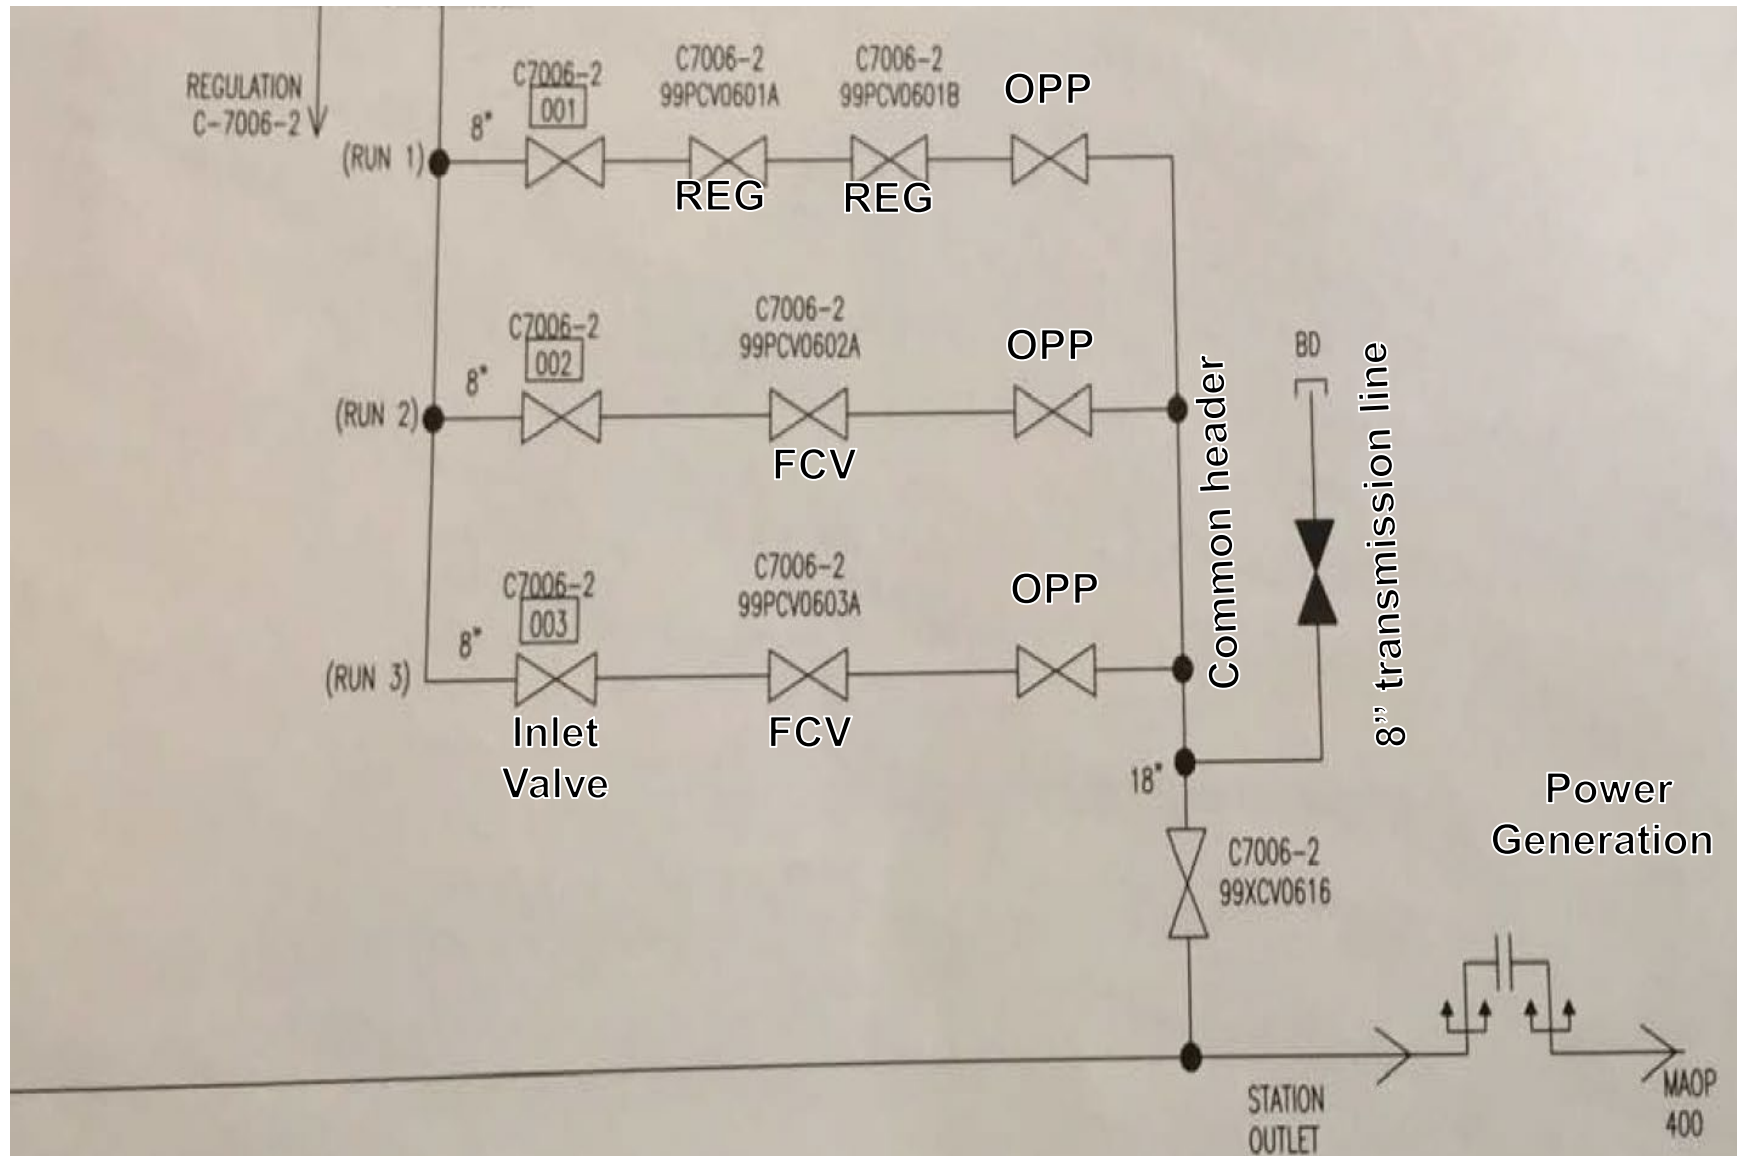 REGULATION
C-7006-2
(RUN 1)
8"
C7006-2
001
C7006-2
99PCV0601A
REG
C7006-2
99PCV0601B
REG
OPP
(RUN 2)
8"
C7006-2
002
C7006-2
99PCV0602A
FCV
OPP
(RUN 3)
8"
C7006-2
003
Inlet
Valve
C7006-2
99PCV0603A
FCV
OPP
Common header
BD
8” transmission line
18"
C7006-2
99XCV0616
Power
Generation
STATION
OUTLET
MAOP
400